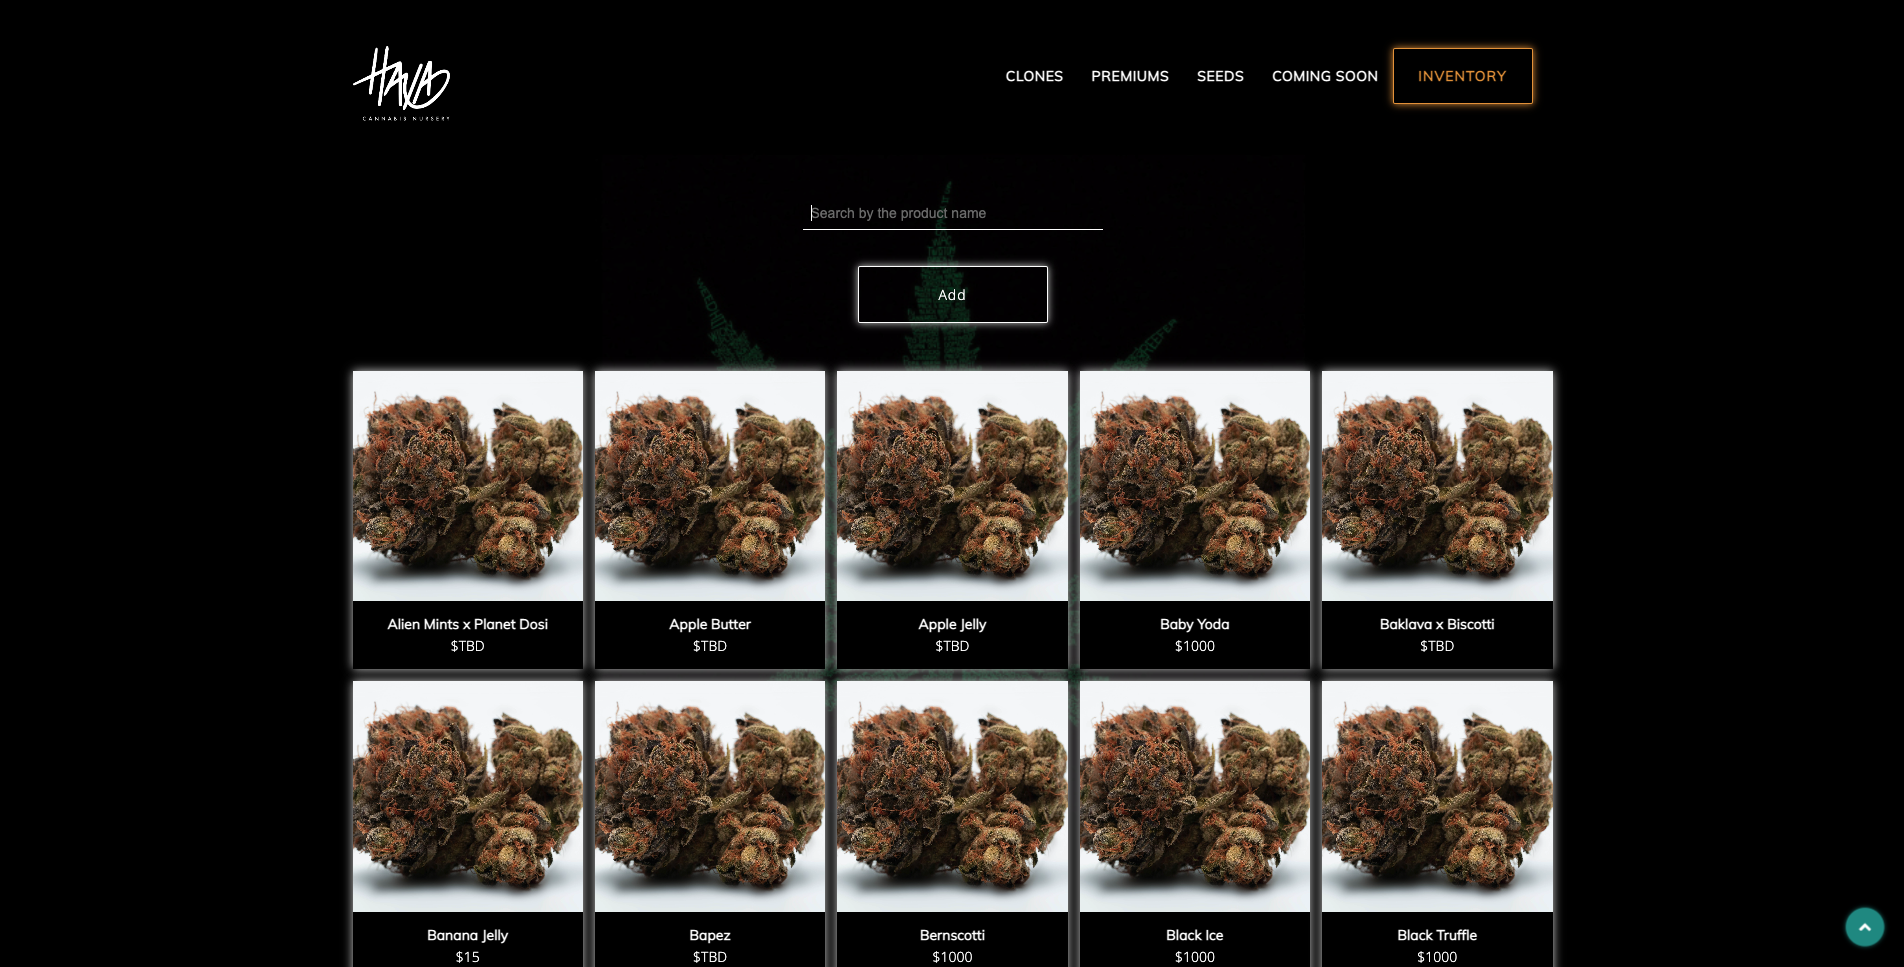 HAVA
CANNABIS NURSERY
CLONES PREMIUMS SEEDS COMING SOON INVENTORY
Search by the product name
Add
Alien Mints x Planet Dosi
$TBD
Apple Butter
$TBD
Apple Jelly
$TBD
Baby Yoda
$1000
Baklava x Biscotti
$TBD
Banana Jelly
$15
Bapez
$TBD
Bernscotti
$1000
Black Ice
$1000
Black Truffle
$1000